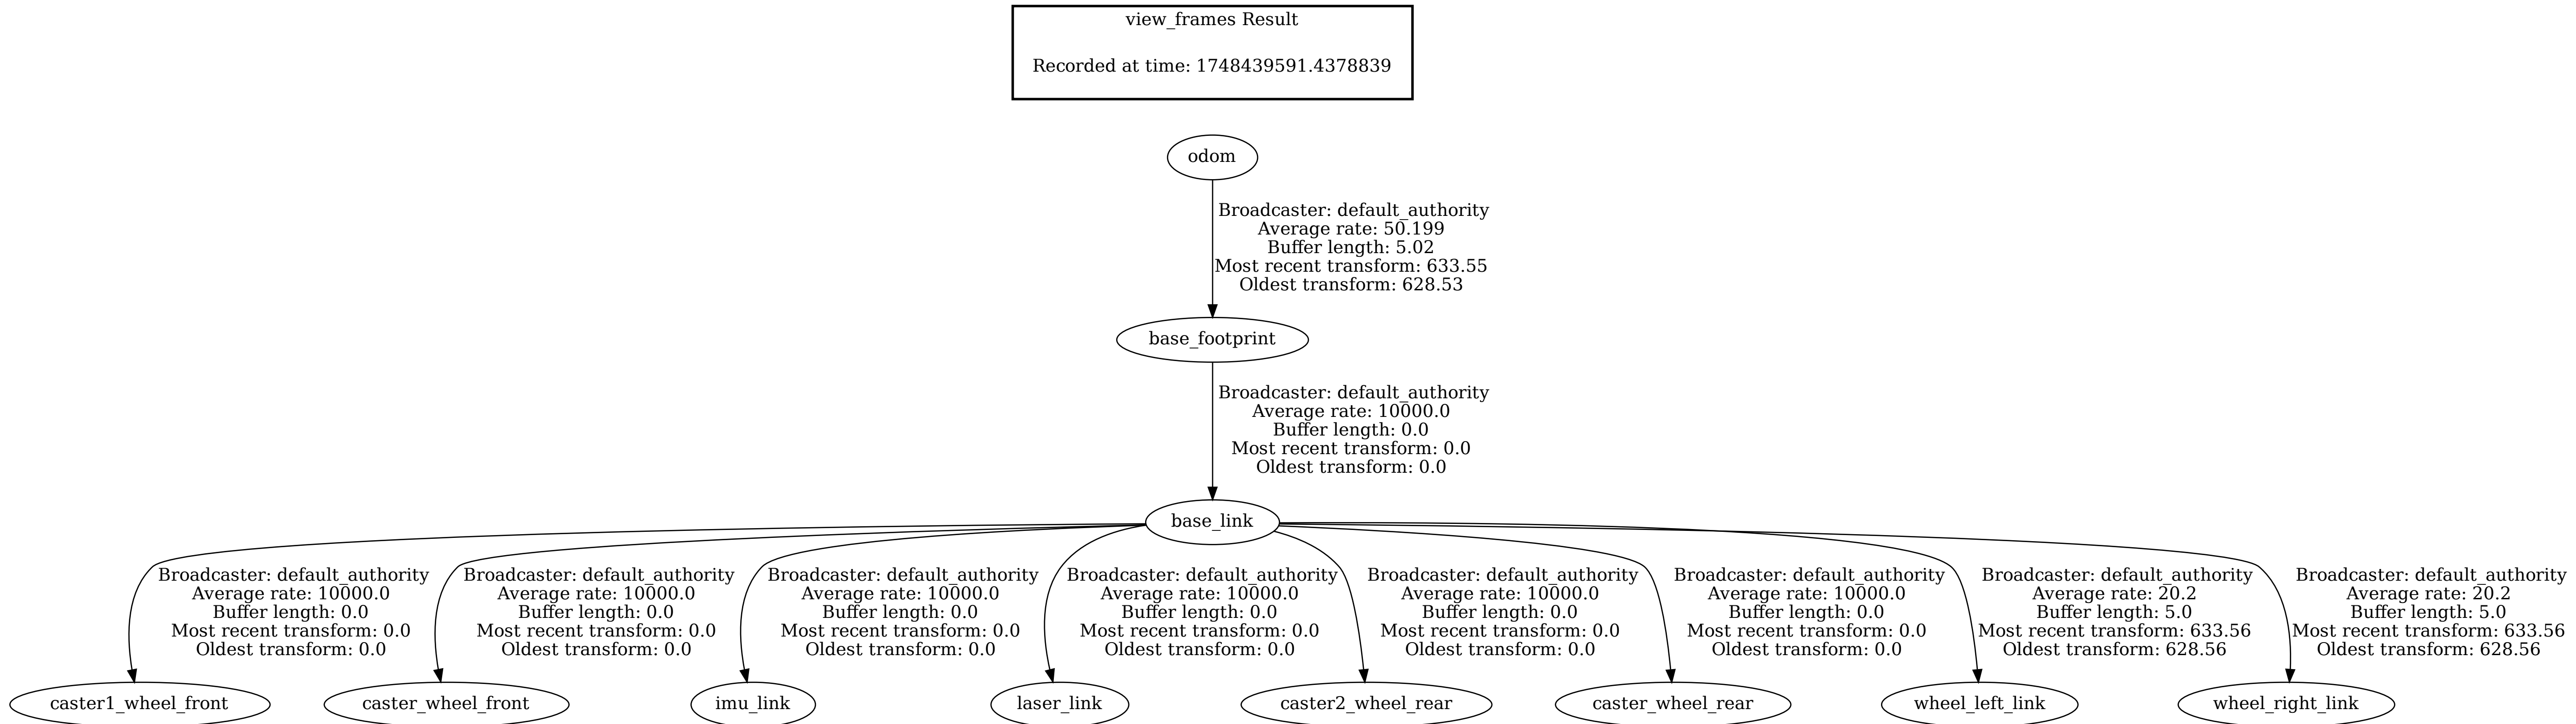 view_frames Result
Recorded at time: 1748439591.4378839
odom
Broadcaster: default_authority
Average rate: 50.199
Buffer length: 5.02
Most recent transform: 633.55
Oldest transform: 628.53
base_footprint
Broadcaster: default_authority
Average rate: 10000.0
Buffer length: 0.0
Most recent transform: 0.0
Oldest transform: 0.0
base_link
Broadcaster: default_authority
Average rate: 10000.0
Buffer length: 0.0
Most recent transform: 0.0
Oldest transform: 0.0
Broadcaster: default_authority
Average rate: 10000.0
Buffer length: 0.0
Most recent transform: 0.0
Oldest transform: 0.0
Broadcaster: default_authority
Average rate: 10000.0
Buffer length: 0.0
Most recent transform: 0.0
Oldest transform: 0.0
Broadcaster: default_authority
Average rate: 10000.0
Buffer length: 0.0
Most recent transform: 0.0
Oldest transform: 0.0
Broadcaster: default_authority
Average rate: 10000.0
Buffer length: 0.0
Most recent transform: 0.0
Oldest transform: 0.0
Broadcaster: default_authority
Average rate: 10000.0
Buffer length: 0.0
Most recent transform: 0.0
Oldest transform: 0.0
Broadcaster: default_authority
Average rate: 20.2
Buffer length: 5.0
Most recent transform: 633.56
Oldest transform: 628.56
Broadcaster: default_authority
Average rate: 20.2
Buffer length: 5.0
Most recent transform: 633.56
Oldest transform: 628.56
caster1_wheel_front
caster_wheel_front
imu_link
laser_link
caster2_wheel_rear
caster_wheel_rear
wheel_left_link
wheel_right_link